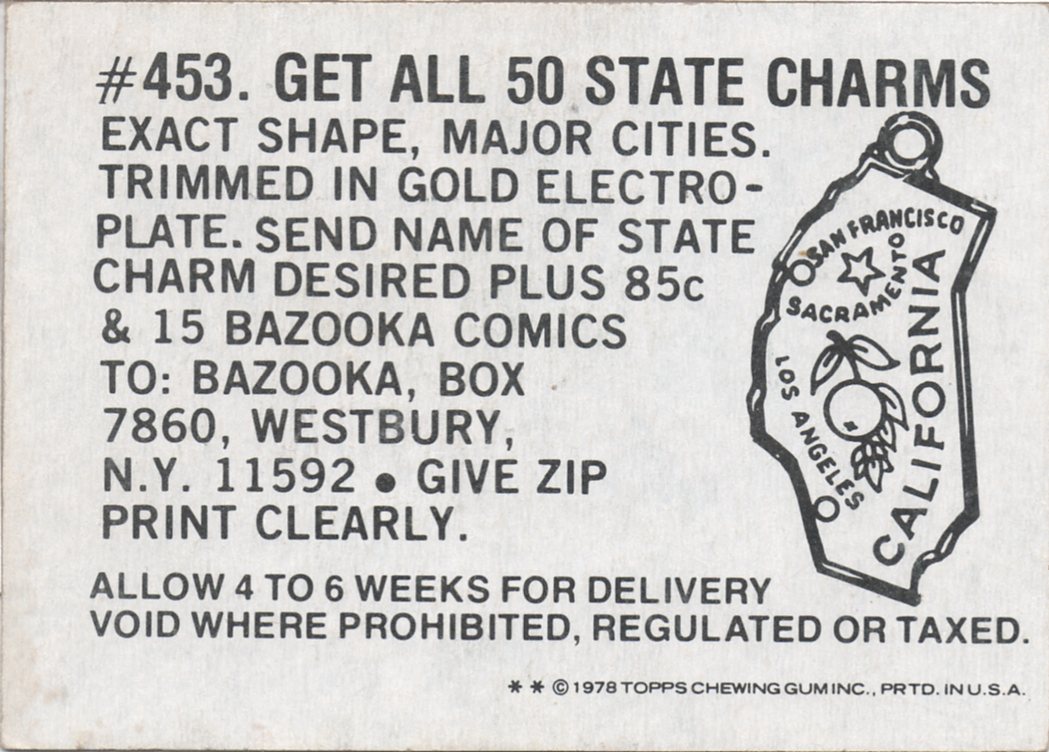 #453. GET ALL 50 STATE CHARMS
EXACT SHAPE, MAJOR CITIES.
TRIMMED IN GOLD ELECTRO-
PLATE. SEND NAME OF STATE
CHARM DESIRED PLUS 85c
& 15 BAZOOKA COMICS
TO: BAZOOKA, BOX
7860, WESTBURY,
N.Y. 11592 • GIVE ZIP
PRINT CLEARLY.
SAN FRANCISCO
SACRAMENTO
LOS ANGELES
CALIFORNIA
ALLOW 4 TO 6 WEEKS FOR DELIVERY
VOID WHERE PROHIBITED, REGULATED OR TAXED.
** ©1978 TOPPS CHEWING GUM INC., PRTD. IN U.S.A.